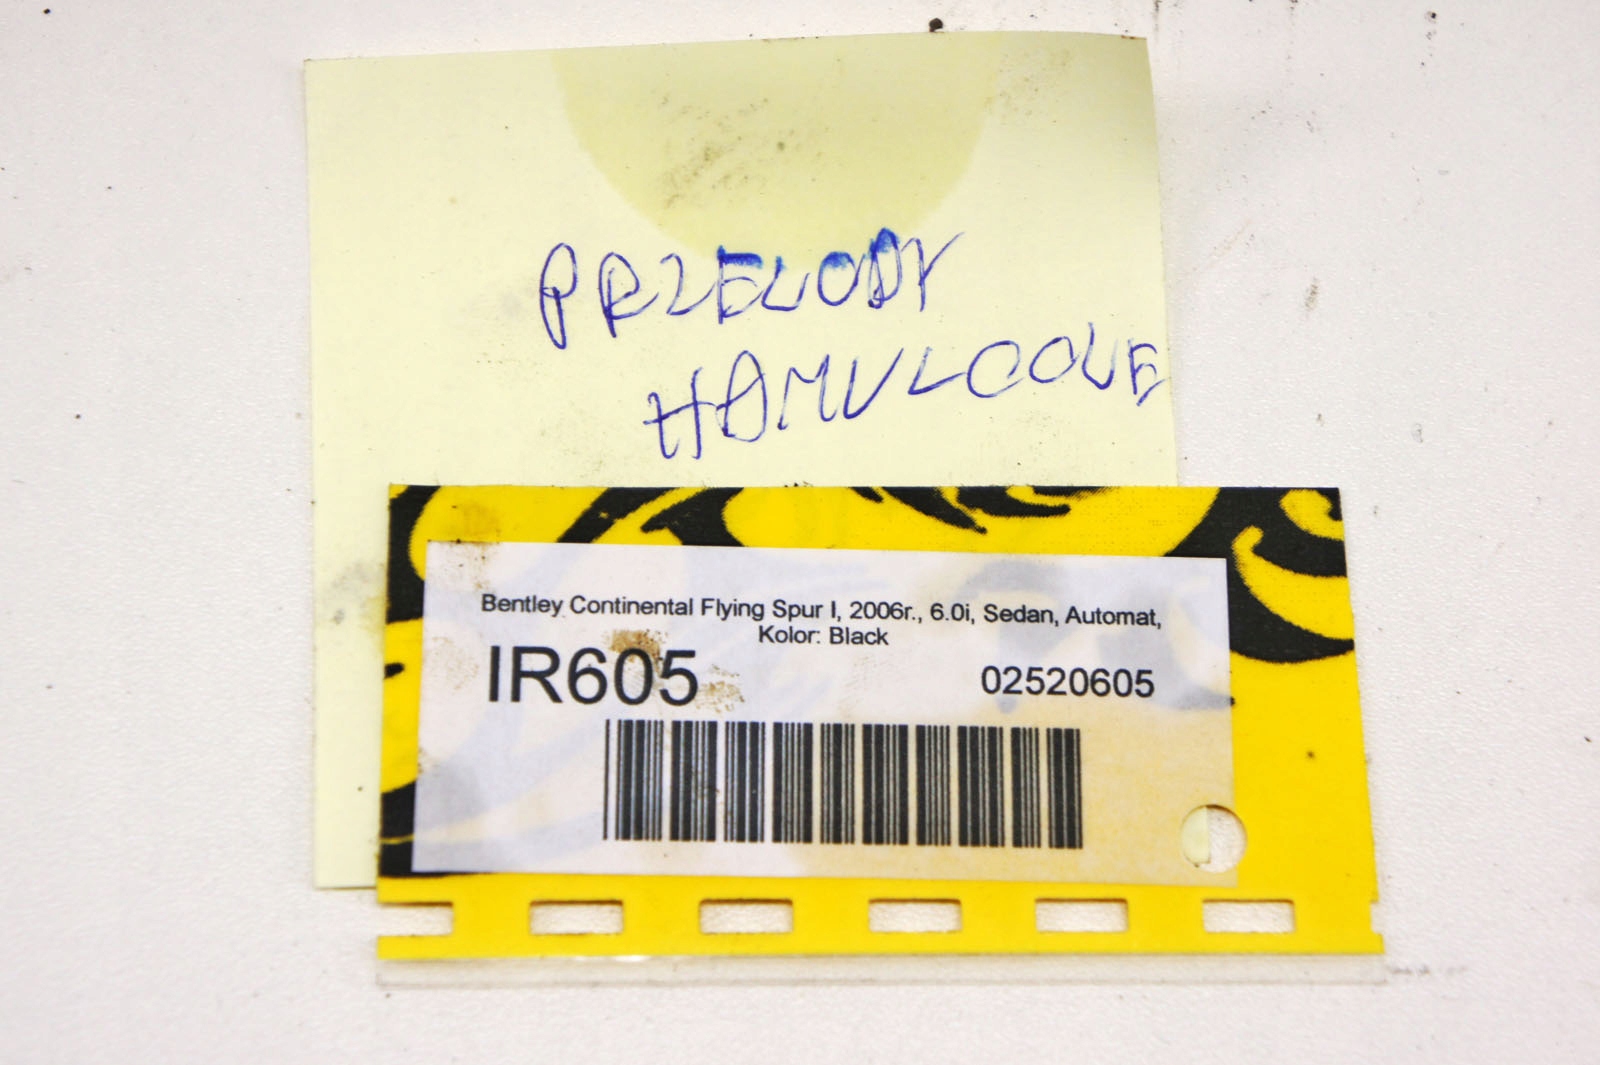 PRZEWODY
HAMULCOWE
Bentley Continental Flying Spur I, 2006r., 6.0i, Sedan, Automat,
Kolor: Black
IR605
02520605